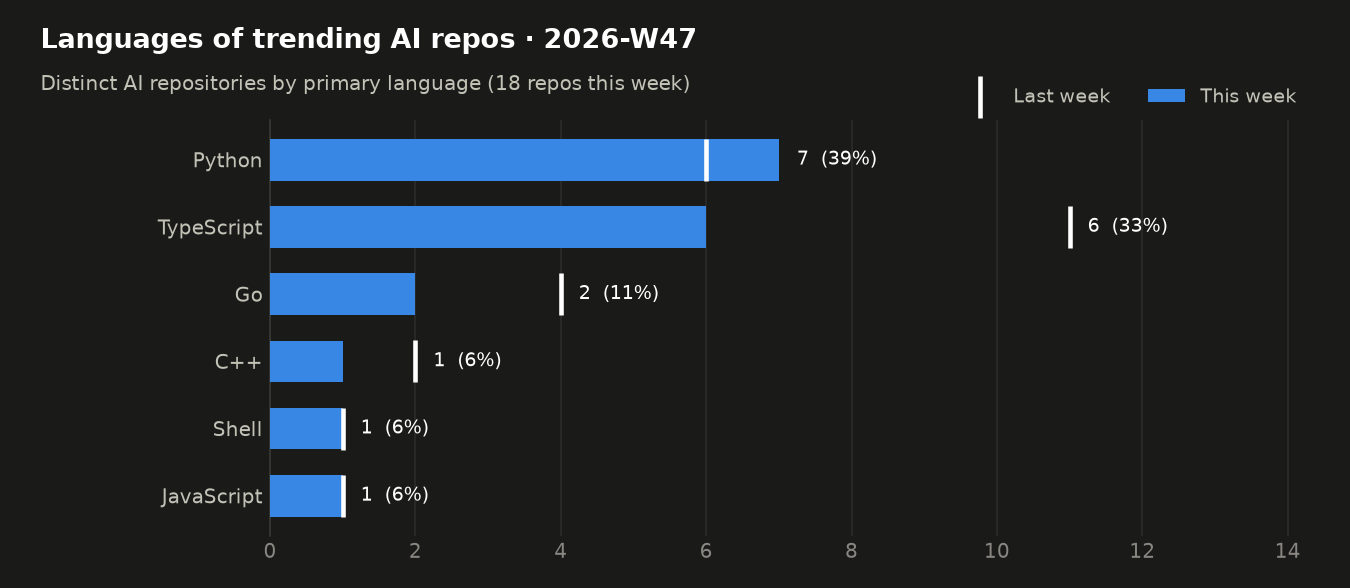 Languages of trending AI repos · 2026-W47
Distinct AI repositories by primary language (18 repos this week)
Last week
This week
Python
7 (39%)
TypeScript
6 (33%)
Go
2 (11%)
C++
1 (6%)
Shell
1 (6%)
JavaScript
1 (6%)
0 2 4 6 8 10 12 14